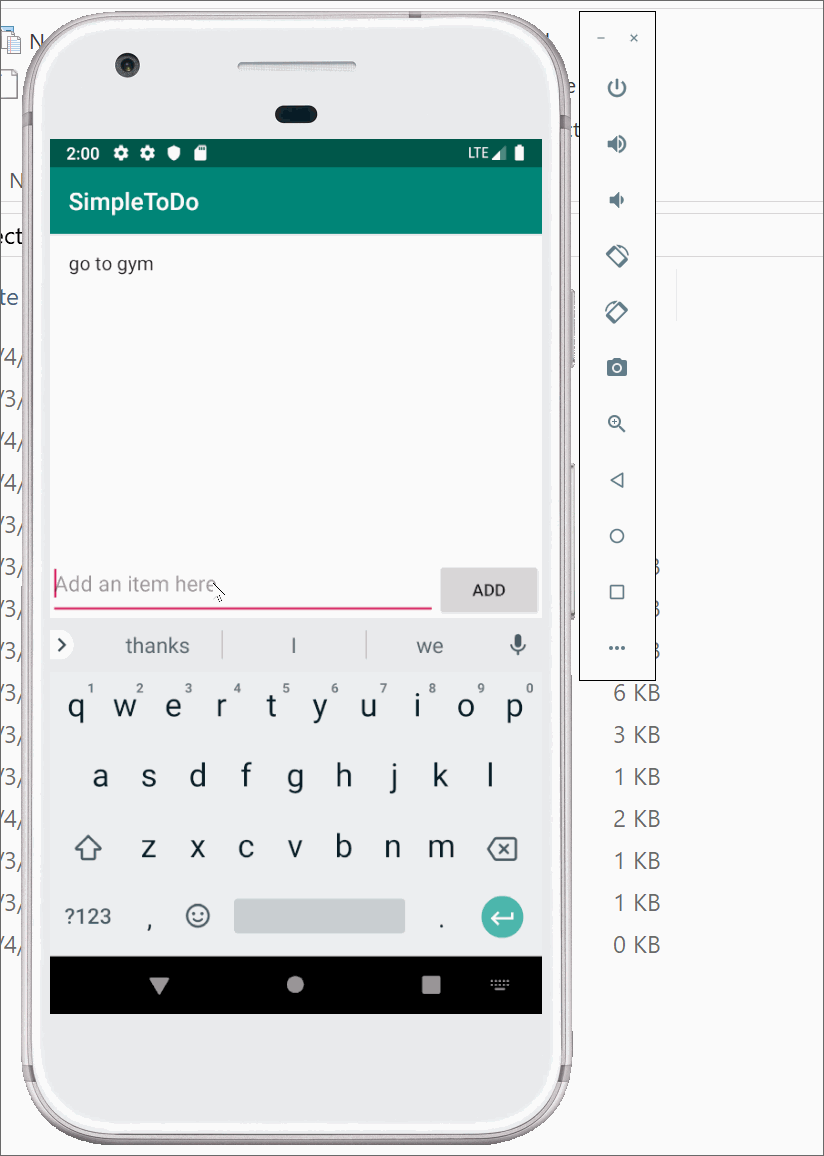 2:00 LTE
SimpleToDo
go to gym
Add an item here
ADD
thanks I we
1 2 3 4 5 6 7 8 9 0
q w e r t y u i o p
a s d f g h j k l
z x c v b n m
?123 , .
6 KB
3 KB
1 KB
2 KB
1 KB
1 KB
0 KB